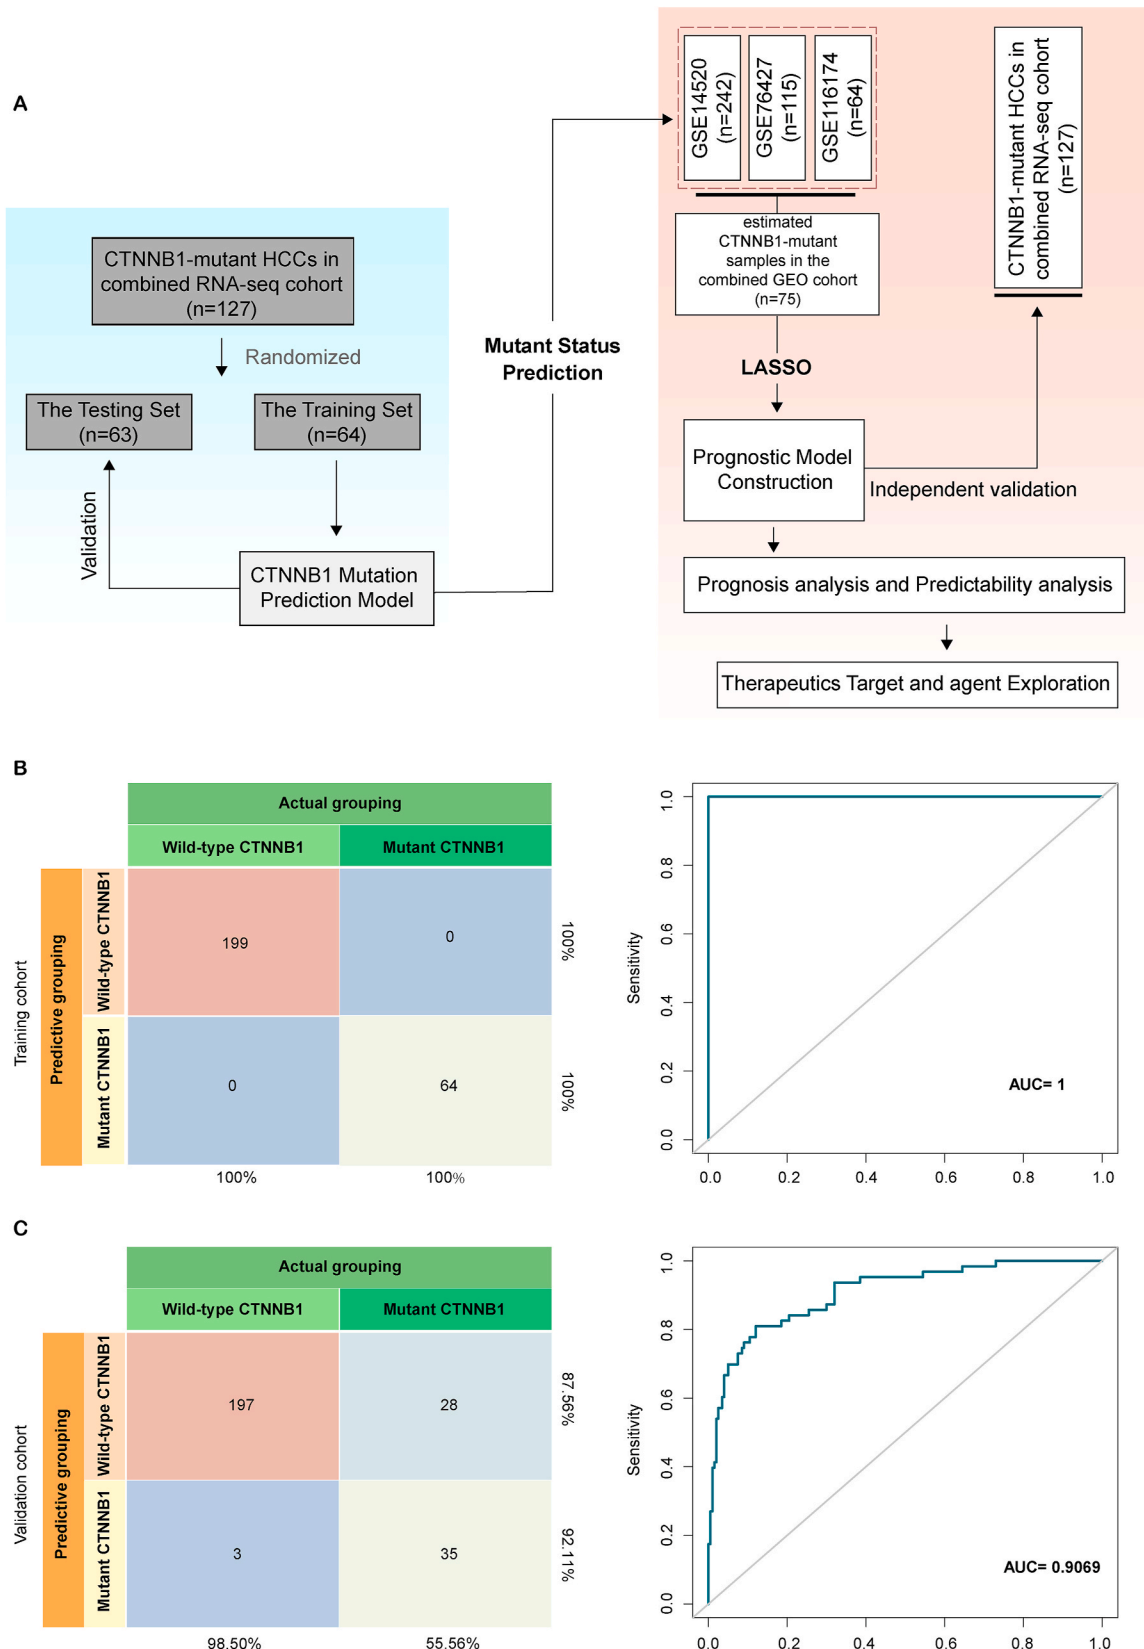 A
CTNNB1-mutant HCCs in
combined RNA-seq cohort
(n=127)
Randomized
The Testing Set
(n=63)
The Training Set
(n=64)
Validation
CTNNB1 Mutation
Prediction Model
Mutant Status
Prediction
GSE14520
(n=242)
GSE76427
(n=115)
GSE116174
(n=64)
estimated
CTNNB1-mutant
samples in the
combined GEO cohort
(n=75)
LASSO
Prognostic Model
Construction
CTNNB1-mutant HCCs in
combined RNA-seq cohort
(n=127)
Independent validation
Prognosis analysis and Predictability analysis
Therapeutics Target and agent Exploration
B
Actual grouping
Wild-type CTNNB1
Mutant CTNNB1
Training cohort
Predictive grouping
Wild-type CTNNB1
Mutant CTNNB1
199
0
100%
0
64
100%
100%
100%
Sensitivity
1.0
0.8
0.6
0.4
0.2
0.0
AUC= 1
0.0
0.2
0.4
0.6
0.8
1.0
C
Actual grouping
Wild-type CTNNB1
Mutant CTNNB1
Validation cohort
Predictive grouping
Wild-type CTNNB1
Mutant CTNNB1
197
28
87.56%
3
35
92.11%
98.50%
55.56%
Sensitivity
1.0
0.8
0.6
0.4
0.2
0.0
AUC= 0.9069
0.0
0.2
0.4
0.6
0.8
1.0